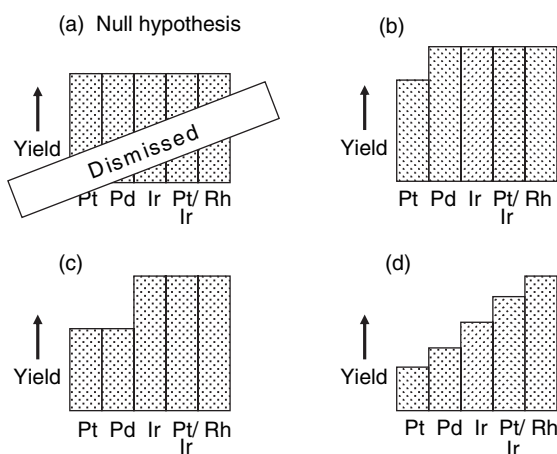 (a) Null hypothesis
Yield
Dismissed
Pt Pd Ir Pt/ Rh
Ir
(b)
Yield
Pt Pd Ir Pt/ Rh
Ir
(c)
Yield
Pt Pd Ir Pt/ Rh
Ir
(d)
Yield
Pt Pd Ir Pt/ Rh
Ir